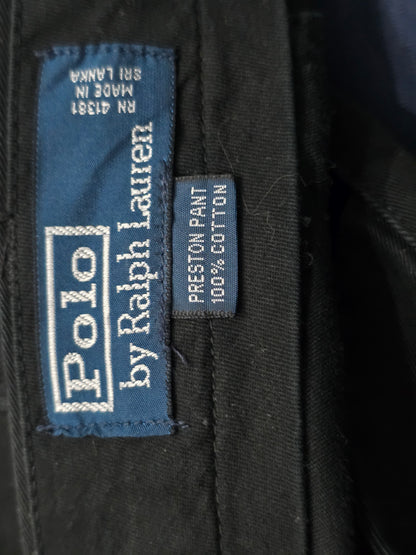 Polo
by Ralph Lauren
RN 41381
MADE IN
SRI LANKA
PRESTON PANT
100% COTTON